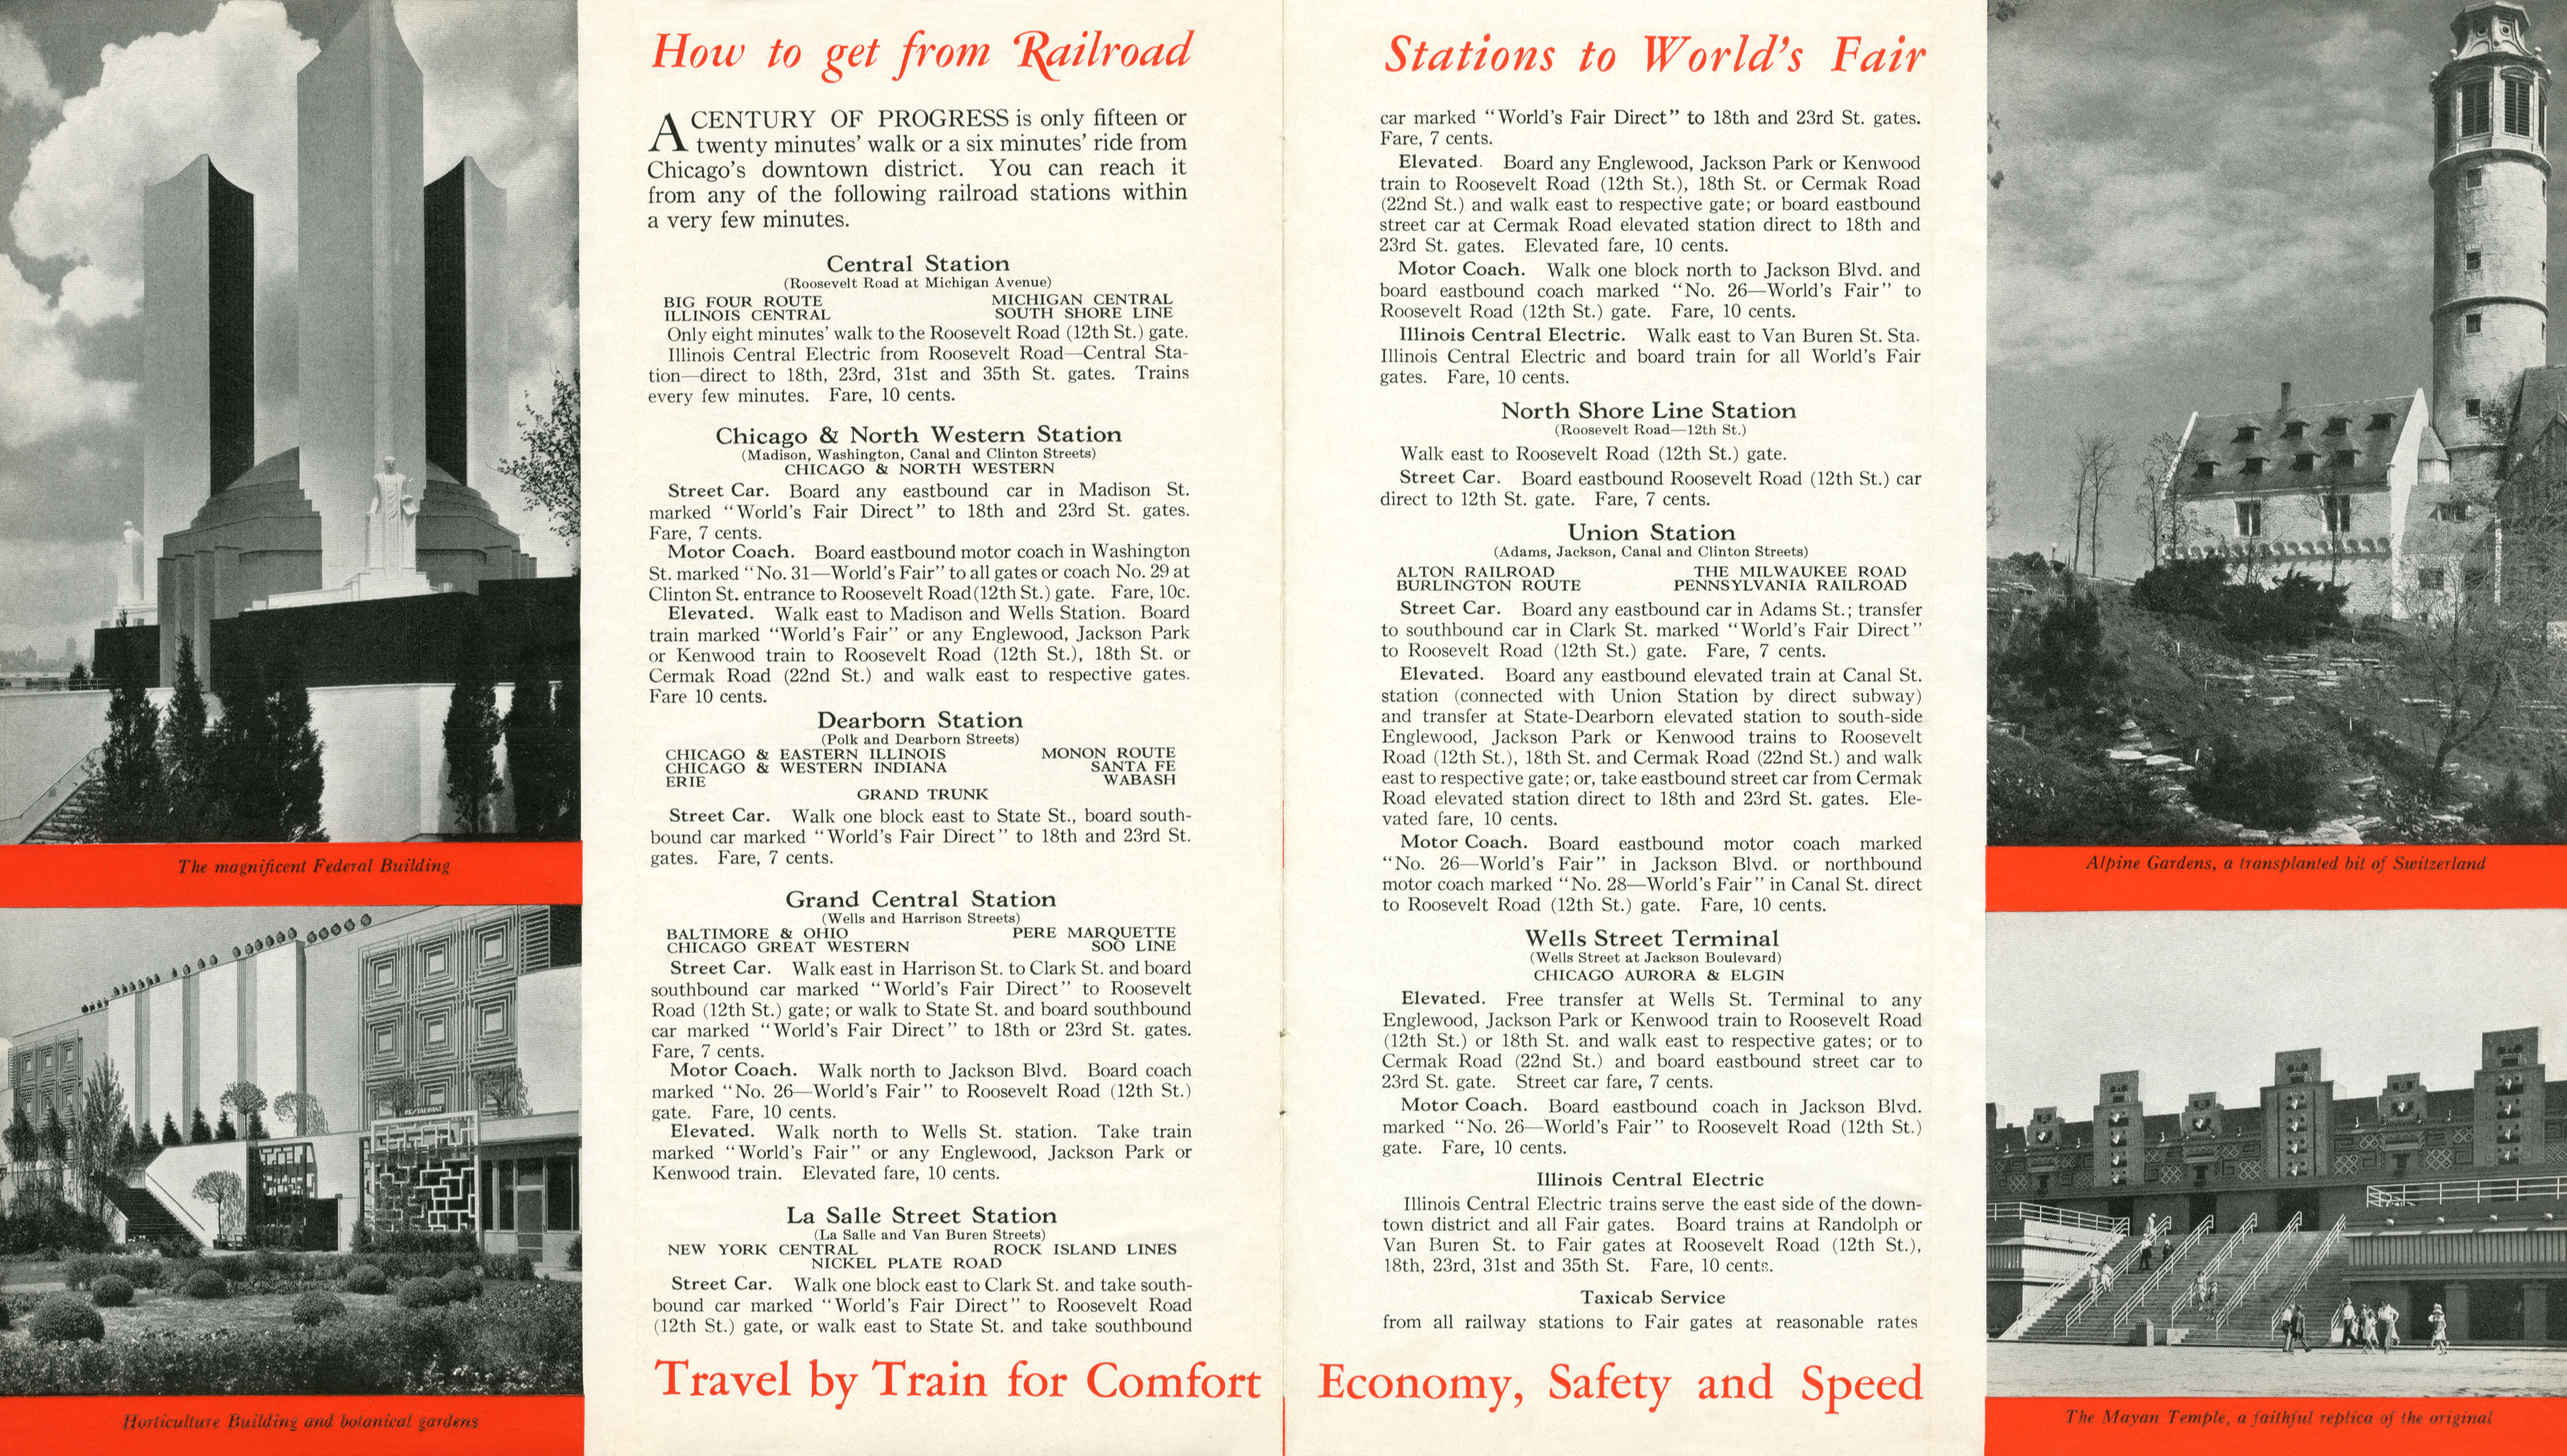 How to get from Railroad
Stations to World's Fair
A CENTURY OF PROGRESS is only fifteen or
twenty minutes' walk or a six minutes' ride from
Chicago's downtown district. You can reach it
from any of the following railroad stations within
a very few minutes.
Central Station
(Roosevelt Road at Michigan Avenue)
BIG FOUR ROUTE MICHIGAN CENTRAL
ILLINOIS CENTRAL SOUTH SHORE LINE
Only eight minutes' walk to the Roosevelt Road (12th St.) gate.
Illinois Central Electric from Roosevelt Road—Central Sta-
tion—direct to 18th, 23rd, 31st and 35th St. gates. Trains
every few minutes. Fare, 10 cents.
Chicago & North Western Station
(Madison, Washington, Canal and Clinton Streets)
CHICAGO & NORTH WESTERN
Street Car. Board any eastbound car in Madison St.
marked "World's Fair Direct" to 18th and 23rd St. gates.
Fare, 7 cents.
Motor Coach. Board eastbound motor coach in Washington
St. marked "No. 31—World's Fair" to all gates or coach No. 29 at
Clinton St. entrance to Roosevelt Road (12th St.) gate. Fare, 10c.
Elevated. Walk east to Madison and Wells Station. Board
train marked "World's Fair" or any Englewood, Jackson Park
or Kenwood train to Roosevelt Road (12th St.), 18th St. or
Cermak Road (22nd St.) and walk east to respective gates.
Fare 10 cents.
Dearborn Station
(Polk and Dearborn Streets)
CHICAGO & EASTERN ILLINOIS MONON ROUTE
CHICAGO & WESTERN INDIANA SANTA FE
ERIE WABASH
GRAND TRUNK
Street Car. Walk one block east to State St., board south-
bound car marked "World's Fair Direct" to 18th and 23rd St.
gates. Fare, 7 cents.
Grand Central Station
(Wells and Harrison Streets)
BALTIMORE & OHIO PERE MARQUETTE
CHICAGO GREAT WESTERN SOO LINE
Street Car. Walk east in Harrison St. to Clark St. and board
southbound car marked "World's Fair Direct" to Roosevelt
Road (12th St.) gate; or walk to State St. and board southbound
car marked "World's Fair Direct" to 18th or 23rd St. gates.
Fare, 7 cents.
Motor Coach. Walk north to Jackson Blvd. Board coach
marked "No. 26—World's Fair" to Roosevelt Road (12th St.)
gate. Fare, 10 cents.
Elevated. Walk north to Wells St. station. Take train
marked "World's Fair" or any Englewood, Jackson Park or
Kenwood train. Elevated fare, 10 cents.
La Salle Street Station
(La Salle and Van Buren Streets)
NEW YORK CENTRAL ROCK ISLAND LINES
NICKEL PLATE ROAD
Street Car. Walk one block east to Clark St. and take south-
bound car marked "World's Fair Direct" to Roosevelt Road
(12th St.) gate, or walk east to State St. and take southbound
car marked "World's Fair Direct" to 18th and 23rd St. gates.
Fare, 7 cents.
Elevated. Board any Englewood, Jackson Park or Kenwood
train to Roosevelt Road (12th St.), 18th St. or Cermak Road
(22nd St.) and walk east to respective gate; or board eastbound
street car at Cermak Road elevated station direct to 18th and
23rd St. gates. Elevated fare, 10 cents.
Motor Coach. Walk one block north to Jackson Blvd. and
board eastbound coach marked "No. 26—World's Fair" to
Roosevelt Road (12th St.) gate. Fare, 10 cents.
Illinois Central Electric. Walk east to Van Buren St. Sta.
Illinois Central Electric and board train for all World's Fair
gates. Fare, 10 cents.
North Shore Line Station
(Roosevelt Road—12th St.)
Walk east to Roosevelt Road (12th St.) gate.
Street Car. Board eastbound Roosevelt Road (12th St.) car
direct to 12th St. gate. Fare, 7 cents.
Union Station
(Adams, Jackson, Canal and Clinton Streets)
ALTON RAILROAD THE MILWAUKEE ROAD
BURLINGTON ROUTE PENNSYLVANIA RAILROAD
Street Car. Board any eastbound car in Adams St.; transfer
to southbound car in Clark St. marked "World's Fair Direct"
to Roosevelt Road (12th St.) gate. Fare, 7 cents.
Elevated. Board any eastbound elevated train at Canal St.
station (connected with Union Station by direct subway)
and transfer at State-Dearborn elevated station to south-side
Englewood, Jackson Park or Kenwood trains to Roosevelt
Road (12th St.), 18th St. and Cermak Road (22nd St.) and walk
east to respective gate; or, take eastbound street car from Cermak
Road elevated station direct to 18th and 23rd St. gates. Ele-
vated fare, 10 cents.
Motor Coach. Board eastbound motor coach marked
"No. 26—World's Fair" in Jackson Blvd. or northbound
motor coach marked "No. 28—World's Fair" in Canal St. direct
to Roosevelt Road (12th St.) gate. Fare, 10 cents.
Wells Street Terminal
(Wells Street at Jackson Boulevard)
CHICAGO AURORA & ELGIN
Elevated. Free transfer at Wells St. Terminal to any
Englewood, Jackson Park or Kenwood train to Roosevelt Road
(12th St.) or 18th St. and walk east to respective gates; or to
Cermak Road (22nd St.) and board eastbound street car to
23rd St. gate. Street car fare, 7 cents.
Motor Coach. Board eastbound coach in Jackson Blvd.
marked "No. 26—World's Fair" to Roosevelt Road (12th St.)
gate. Fare, 10 cents.
Illinois Central Electric
Illinois Central Electric trains serve the east side of the down-
town district and all Fair gates. Board trains at Randolph or
Van Buren St. to Fair gates at Roosevelt Road (12th St.),
18th, 23rd, 31st and 35th St. Fare, 10 cents.
Taxicab Service
from all railway stations to Fair gates at reasonable rates
Travel by Train for Comfort
Economy, Safety and Speed
The magnificent Federal Building
RESTAURANT
Horticulture Building and botanical gardens
Alpine Gardens, a transplanted bit of Switzerland
The Mayan Temple, a faithful replica of the original